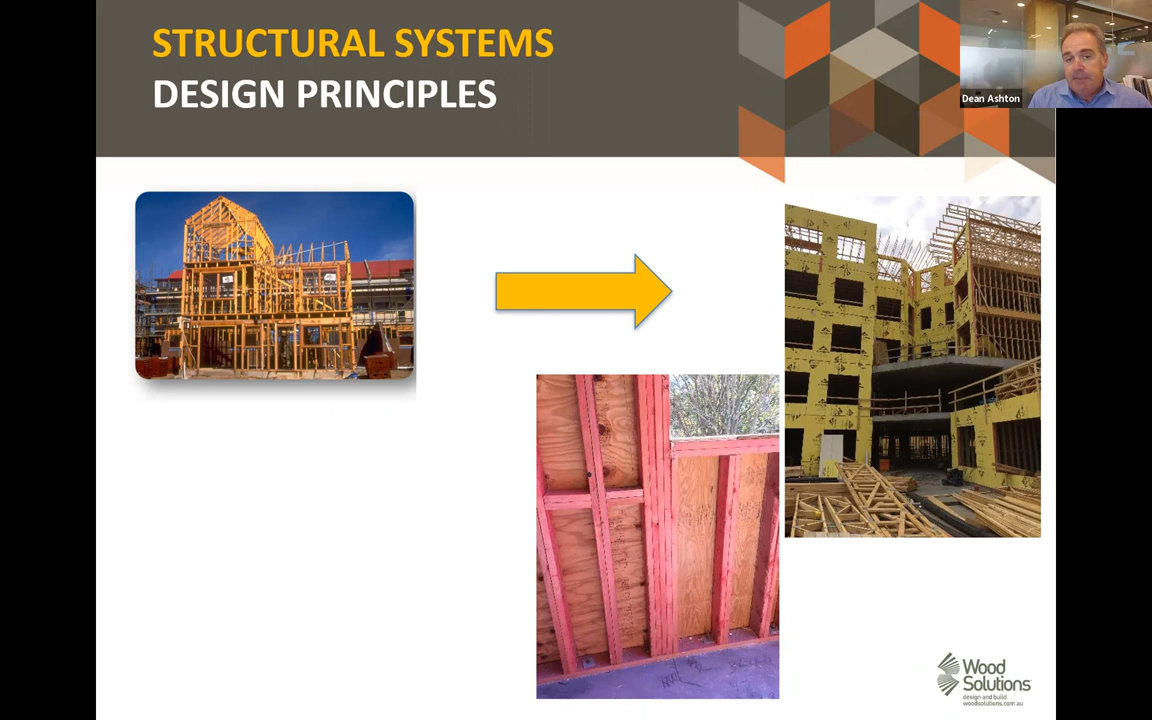 STRUCTURAL SYSTEMS
DESIGN PRINCIPLES
Dean Ashton
Wood
Solutions
design and build
woodsolutions.com.au